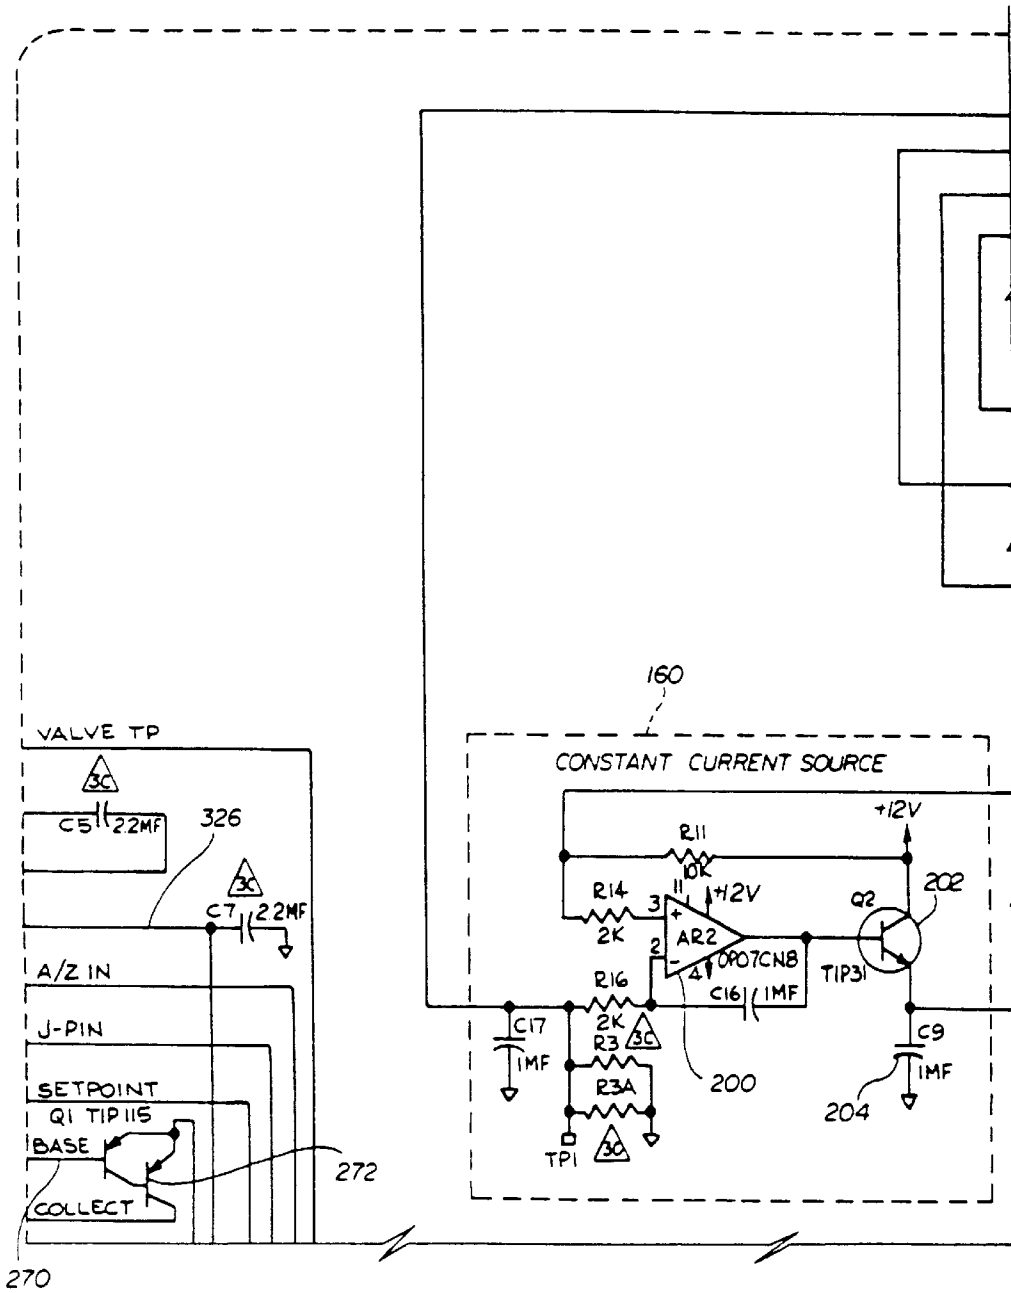 160
VALVE TP
CONSTANT CURRENT SOURCE
3C
C5 2.2MF
326
+12V
R11
10K
3C
C7 2.2MF
R14
2K
3
11
+12V
+
AR2
2
-
4
OP07CN8
Q2
202
TIP31
A/Z IN
R16
2K
3C
C16 1MF
J-PIN
C17
1MF
R3
R3A
3C
200
C9
1MF
204
SETPOINT
Q1 TIP115
BASE
272
TP1
COLLECT
270